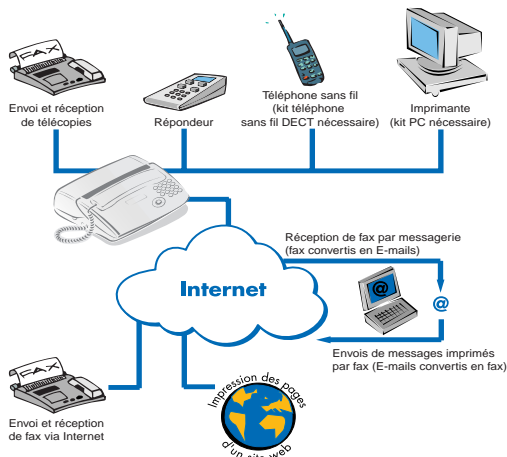 FAX
Envoi et réception
de télécopies
Répondeur
Téléphone sans fil
(kit téléphone
sans fil DECT nécessaire)
Imprimante
(kit PC nécessaire)
Réception de fax par messagerie
(fax convertis en E-mails)
Internet
@
@
Envois de messages imprimés
par fax (E-mails convertis en fax)
FAX
Envoi et réception
de fax via Internet
Impression des pages
d'un site web